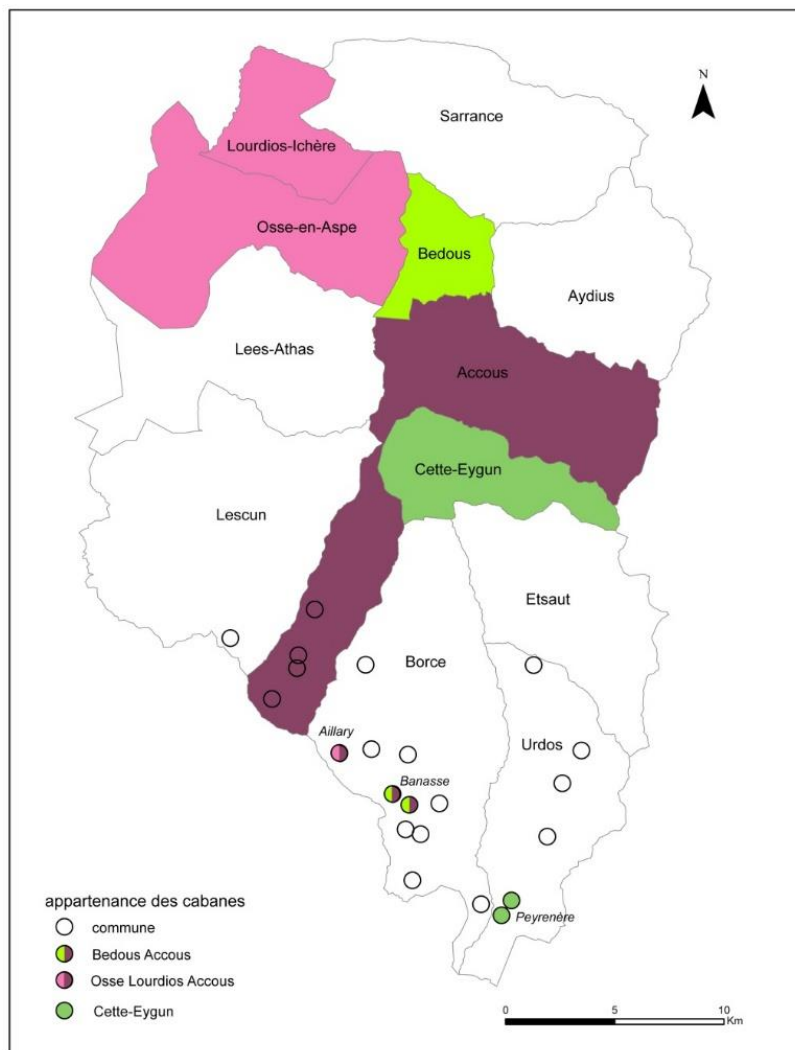 N
Sarrance
Lourdios-Ichère
Osse-en-Aspe
Bedous
Aydius
Lees-Athas
Accous
Cette-Eygun
Lescun
Etsaut
Borce
Aillary
Urdos
Banasse
Peyrenère
appartenance des cabanes
commune
Bedous Accous
Osse Lourdios Accous
Cette-Eygun
0 5 10
Km